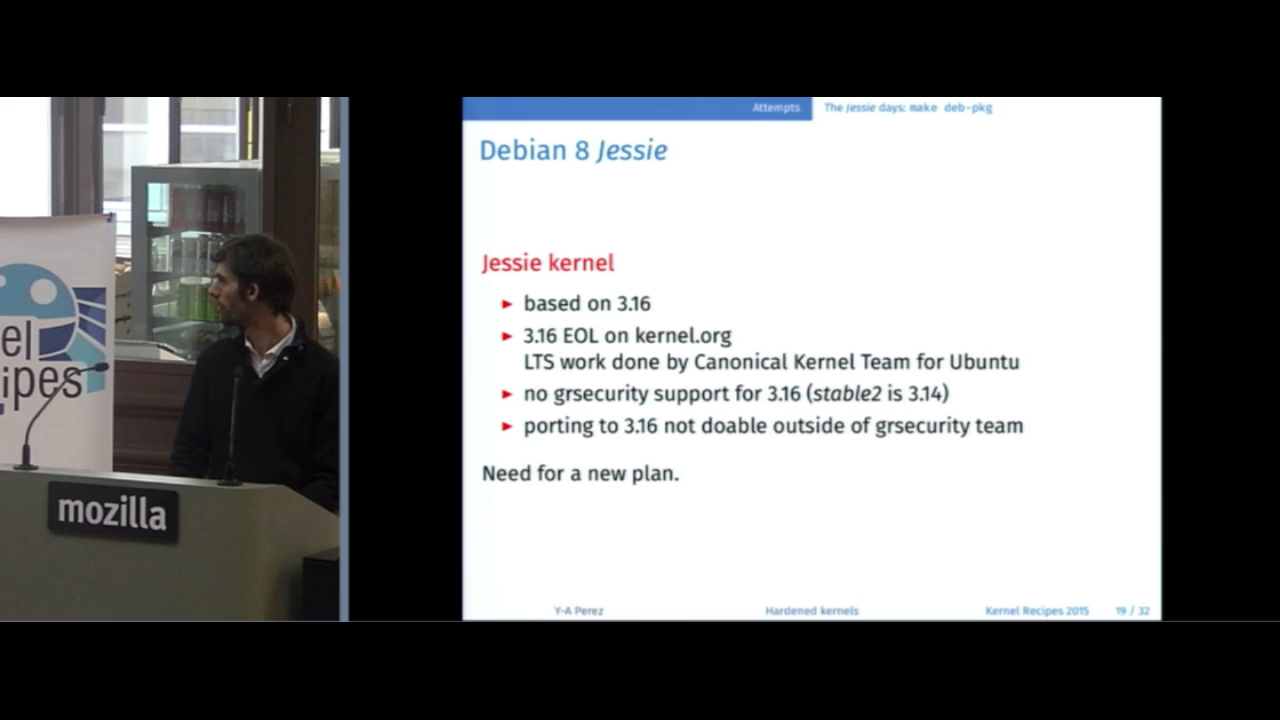 Attempts
The Jessie days: make deb-pkg
Debian 8 Jessie
Jessie kernel
► based on 3.16
► 3.16 EOL on kernel.org
LTS work done by Canonical Kernel Team for Ubuntu
► no grsecurity support for 3.16 (stable2 is 3.14)
► porting to 3.16 not doable outside of grsecurity team
Need for a new plan.
Y-A Perez
Hardened kernels
Kernel Recipes 2015
19 / 32
el
ipes
mozilla